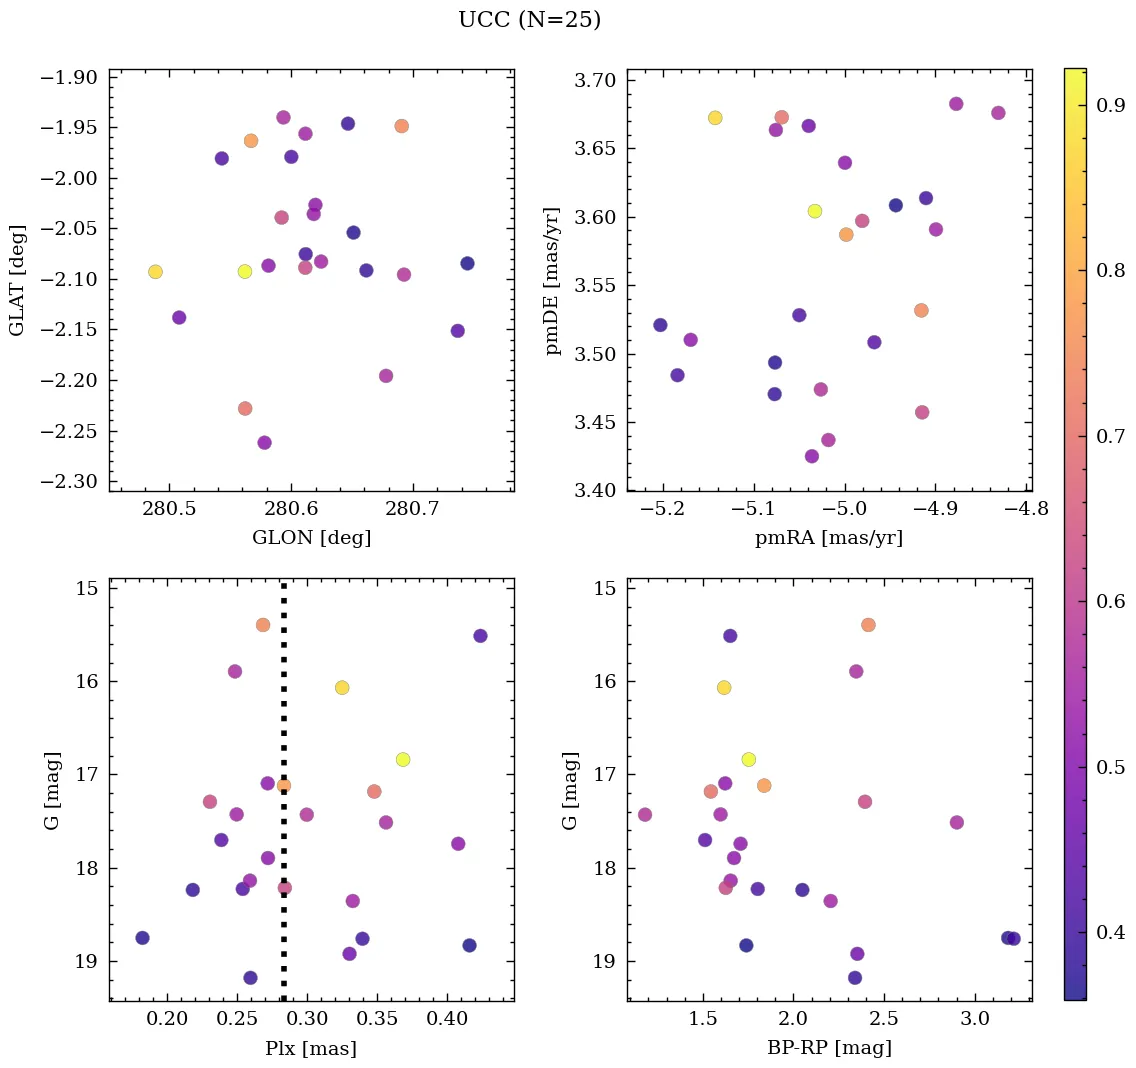 UCC (N=25)
−1.90
−1.95
−2.00
−2.05
−2.10
−2.15
−2.20
−2.25
−2.30
GLAT [deg]
280.5 280.6 280.7
GLON [deg]
3.70
3.65
3.60
3.55
3.50
3.45
3.40
pmDE [mas/yr]
−5.2 −5.1 −5.0 −4.9 −4.8
pmRA [mas/yr]
15
16
17
18
19
G [mag]
0.20 0.25 0.30 0.35 0.40
Plx [mas]
15
16
17
18
19
G [mag]
1.5 2.0 2.5 3.0
BP-RP [mag]
0.9
0.8
0.7
0.6
0.5
0.4